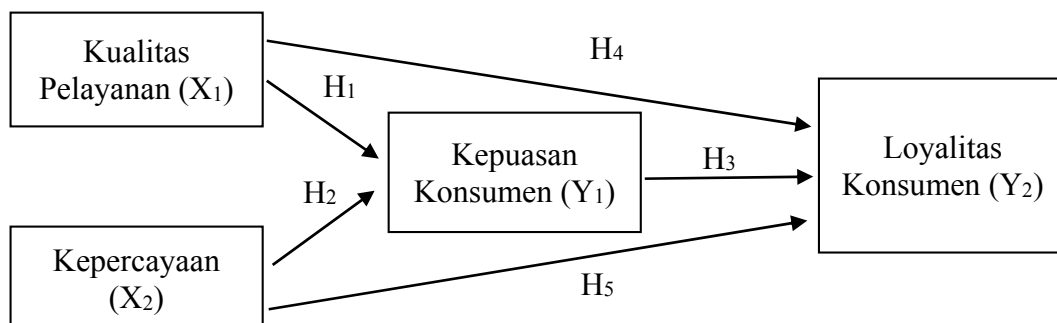 Kualitas
Pelayanan (X₁)
H₄
H₁
Kepuasan
Konsumen (Y₁)
H₃
Loyalitas
Konsumen (Y₂)
H₂
Kepercayaan
(X₂)
H₅